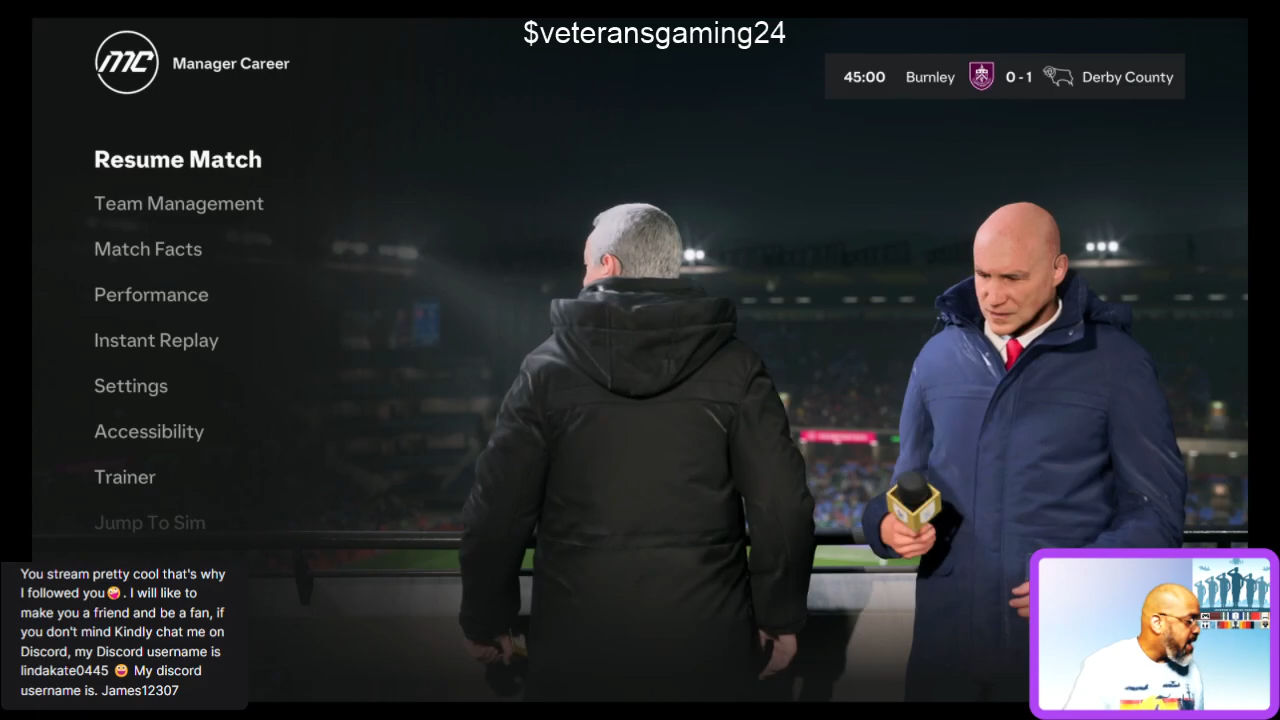 $veteransgaming24
MC Manager Career
45:00 Burnley 0 - 1 Derby County
Resume Match
Team Management
Match Facts
Performance
Instant Replay
Settings
Accessibility
Trainer
Jump To Sim
You stream pretty cool that's why
I followed you🤪. I will like to
make you a friend and be a fan, if
you don't mind Kindly chat me on
Discord, my Discord username is
lindakate0445 😀 My discord
username is. James12307